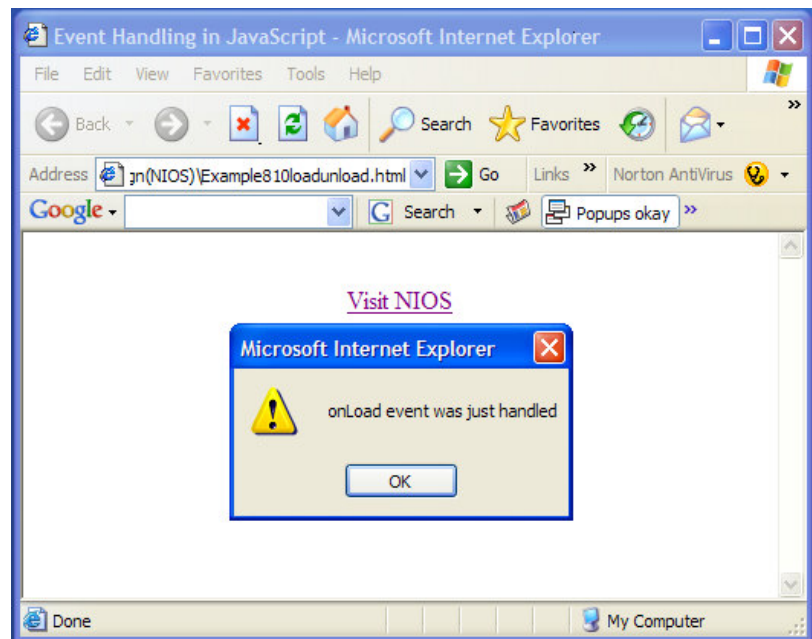 Event Handling in JavaScript - Microsoft Internet Explorer
File Edit View Favorites Tools Help
Back Search Favorites »
Address gn(NIOS)\Example810loadunload.html Go Links » Norton AntiVirus
Google G Search Popups okay »
Visit NIOS
Microsoft Internet Explorer
onLoad event was just handled
OK
Done My Computer